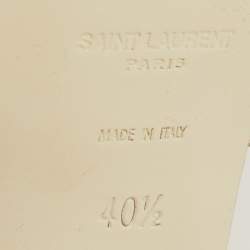 SAINT LAURENT
PARIS
MADE IN ITALY
40½